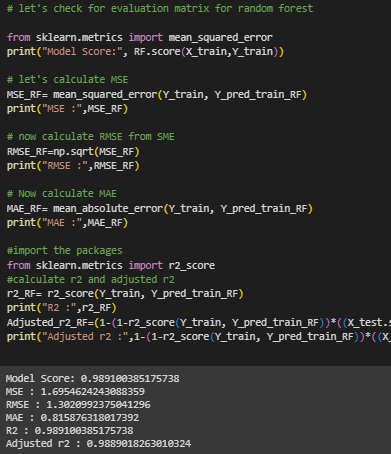 # let's check for evaluation matrix for random forest
from sklearn.metrics import mean_squared_error
print("Model Score:", RF.score(X_train,Y_train))
# let's calculate MSE
MSE_RF= mean_squared_error(Y_train, Y_pred_train_RF)
print("MSE :",MSE_RF)
# now calculate RMSE from SME
RMSE_RF=np.sqrt(MSE_RF)
print("RMSE :",RMSE_RF)
# Now calculate MAE
MAE_RF= mean_absolute_error(Y_train, Y_pred_train_RF)
print("MAE :",MAE_RF)
#import the packages
from sklearn.metrics import r2_score
#calculate r2 and adjusted r2
r2_RF= r2_score(Y_train, Y_pred_train_RF)
print("R2 :",r2_RF)
Adjusted_r2_RF=(1-(1-r2_score(Y_train, Y_pred_train_RF))*((X_test.s
print("Adjusted r2 :",1-(1-r2_score(Y_train, Y_pred_train_RF))*((X_
Model Score: 0.989100385175738
MSE : 1.6954624243088359
RMSE : 1.3020992375041296
MAE : 0.815876318017392
R2 : 0.989100385175738
Adjusted r2 : 0.9889018263010324